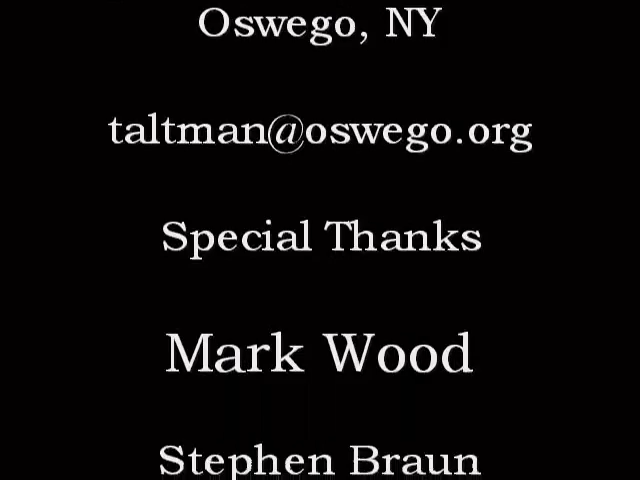 Oswego, NY
taltman@oswego.org
Special Thanks
Mark Wood
Stephen Braun